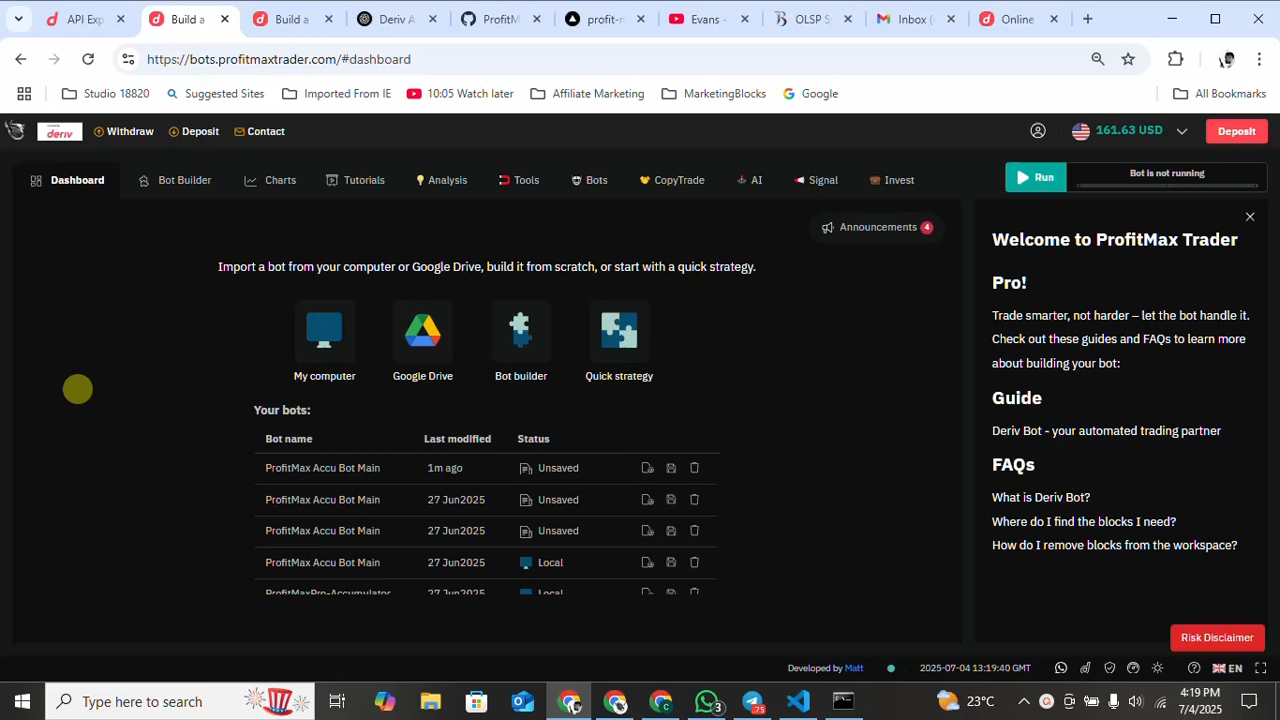 API Exp
Build a
Build a
Deriv A
ProfitM
profit-r
Evans -
OLSP S
Inbox (
Online
https://bots.profitmaxtrader.com/#dashboard
Studio 18820
Suggested Sites
Imported From IE
10:05 Watch later
Affiliate Marketing
MarketingBlocks
Google
All Bookmarks
deriv
Withdraw
Deposit
Contact
161.63 USD
Deposit
Dashboard
Bot Builder
Charts
Tutorials
Analysis
Tools
Bots
CopyTrade
AI
Signal
Invest
Run
Bot is not running
Announcements 4
Import a bot from your computer or Google Drive, build it from scratch, or start with a quick strategy.
My computer
Google Drive
Bot builder
Quick strategy
Your bots:
Bot name Last modified Status
ProfitMax Accu Bot Main 1m ago Unsaved
ProfitMax Accu Bot Main 27 Jun2025 Unsaved
ProfitMax Accu Bot Main 27 Jun2025 Unsaved
ProfitMax Accu Bot Main 27 Jun2025 Local
ProfitMaxPro-Accumulator 27 Jun2025 Local
Welcome to ProfitMax Trader
Pro!
Trade smarter, not harder – let the bot handle it.
Check out these guides and FAQs to learn more
about building your bot:
Guide
Deriv Bot - your automated trading partner
FAQs
What is Deriv Bot?
Where do I find the blocks I need?
How do I remove blocks from the workspace?
Risk Disclaimer
Developed by Matt
2025-07-04 13:19:40 GMT
EN
Type here to search
3
75
23°C
4:19 PM
7/4/2025